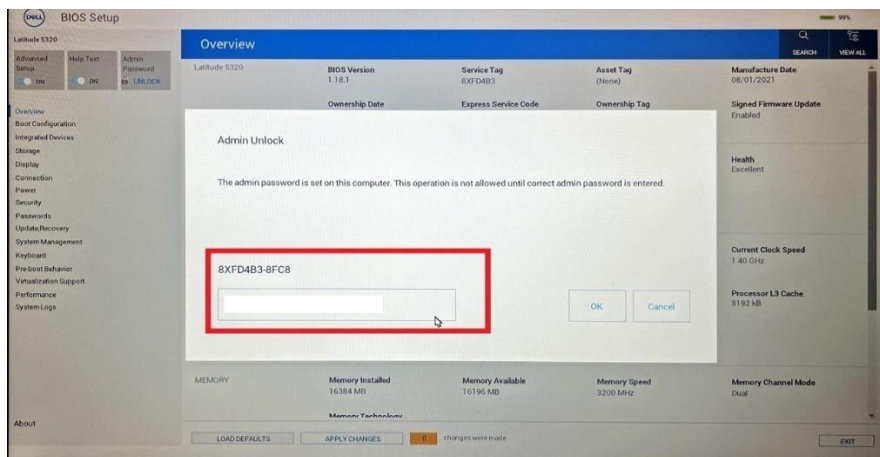 DELL BIOS Setup
99%
Latitude 5320
Advanced Setup
ON
Help Text
ON
Admin Password
UNLOCK
Overview
SEARCH
VIEW ALL
Overview
Boot Configuration
Integrated Devices
Storage
Display
Connection
Power
Security
Passwords
Update,Recovery
System Management
Keyboard
Pre-boot Behavior
Virtualization Support
Performance
System Logs
About
Latitude 5320
BIOS Version
1.18.1
Service Tag
8XFD4B3
Asset Tag
(None)
Manufacture Date
08/01/2021
Ownership Date
Express Service Code
Ownership Tag
Signed Firmware Update
Enabled
Admin Unlock
The admin password is set on this computer. This operation is not allowed until correct admin password is entered.
8XFD4B3-8FC8
OK
Cancel
Health
Excellent
Current Clock Speed
1.40 GHz
Processor L3 Cache
8192 kB
MEMORY
Memory Installed
16384 MB
Memory Available
16196 MB
Memory Speed
3200 MHz
Memory Channel Mode
Dual
Memory Technology
LOAD DEFAULTS
APPLY CHANGES
0 changes were made
EXIT